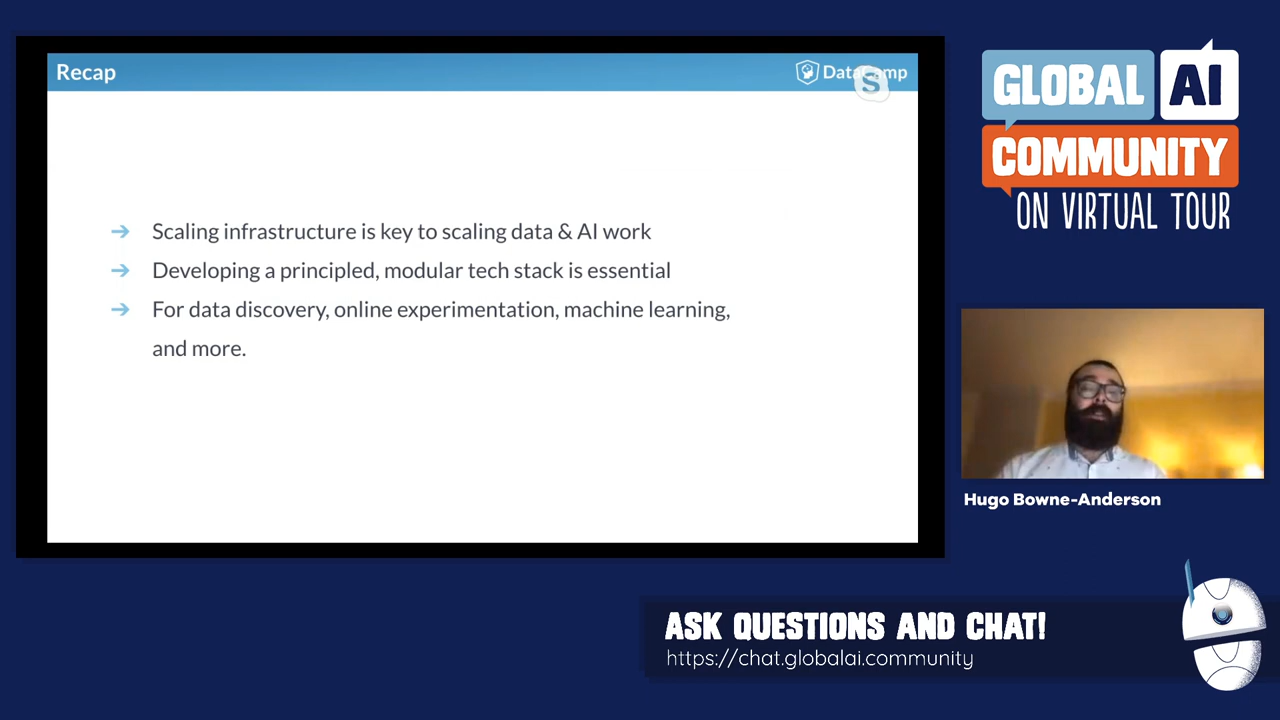 Recap
DataCamp
➔ Scaling infrastructure is key to scaling data & AI work
➔ Developing a principled, modular tech stack is essential
➔ For data discovery, online experimentation, machine learning,
and more.
GLOBAL AI
COMMUNITY
ON VIRTUAL TOUR
Hugo Bowne-Anderson
ASK QUESTIONS AND CHAT!
https://chat.globalai.community